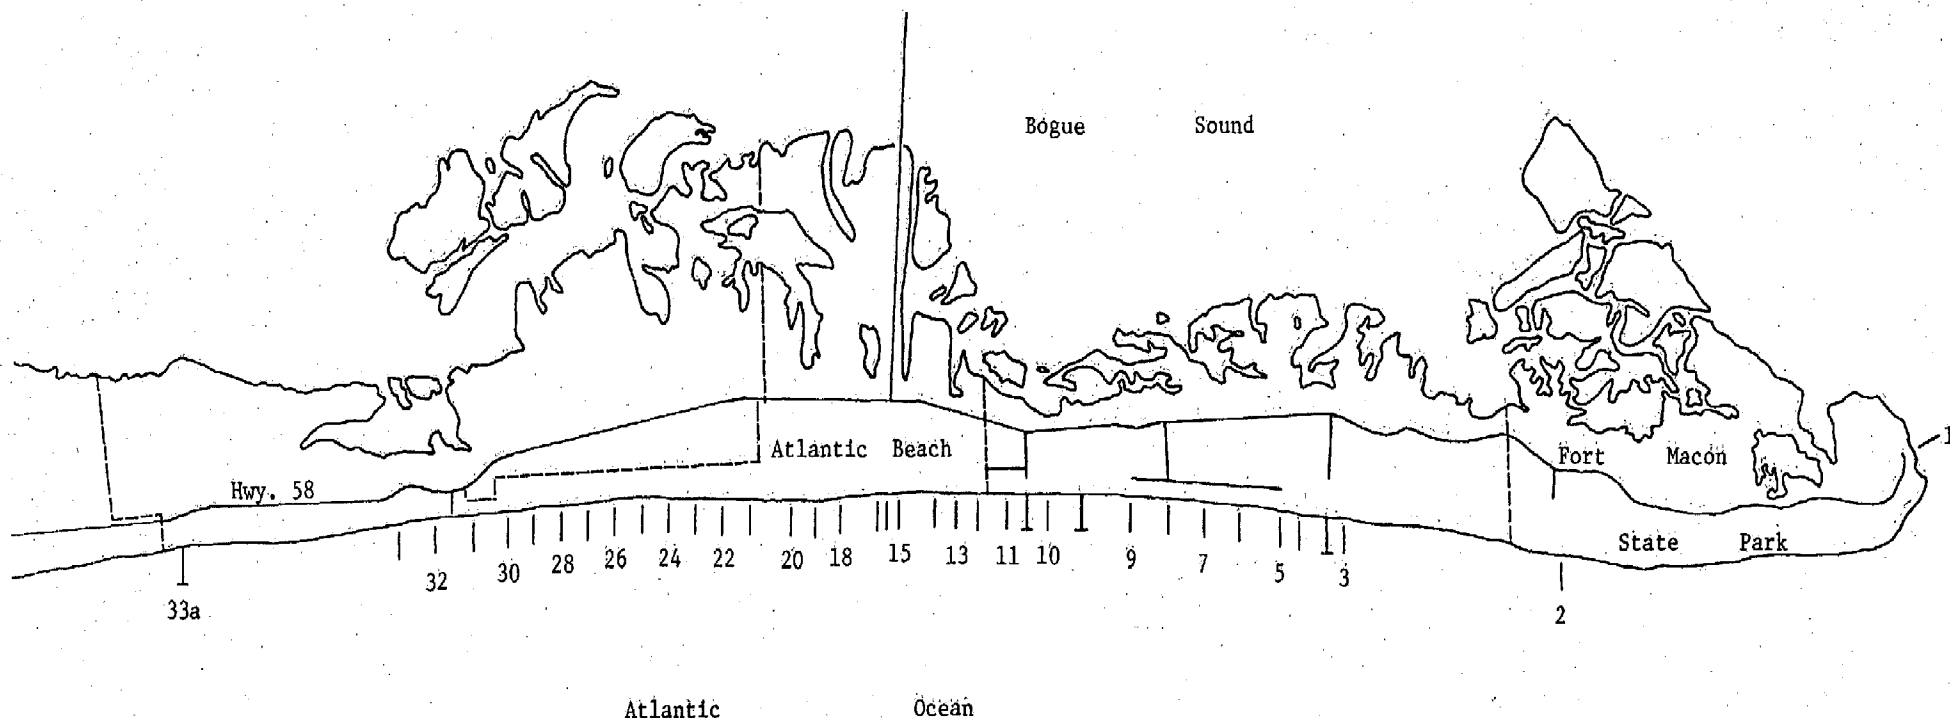 Bogue Sound
1
Atlantic Beach
Fort Macon
Hwy. 58
State Park
32 30 28 26 24 22 20 18 15 13 11 10 9 7 5 3
33a
2
Atlantic Ocean